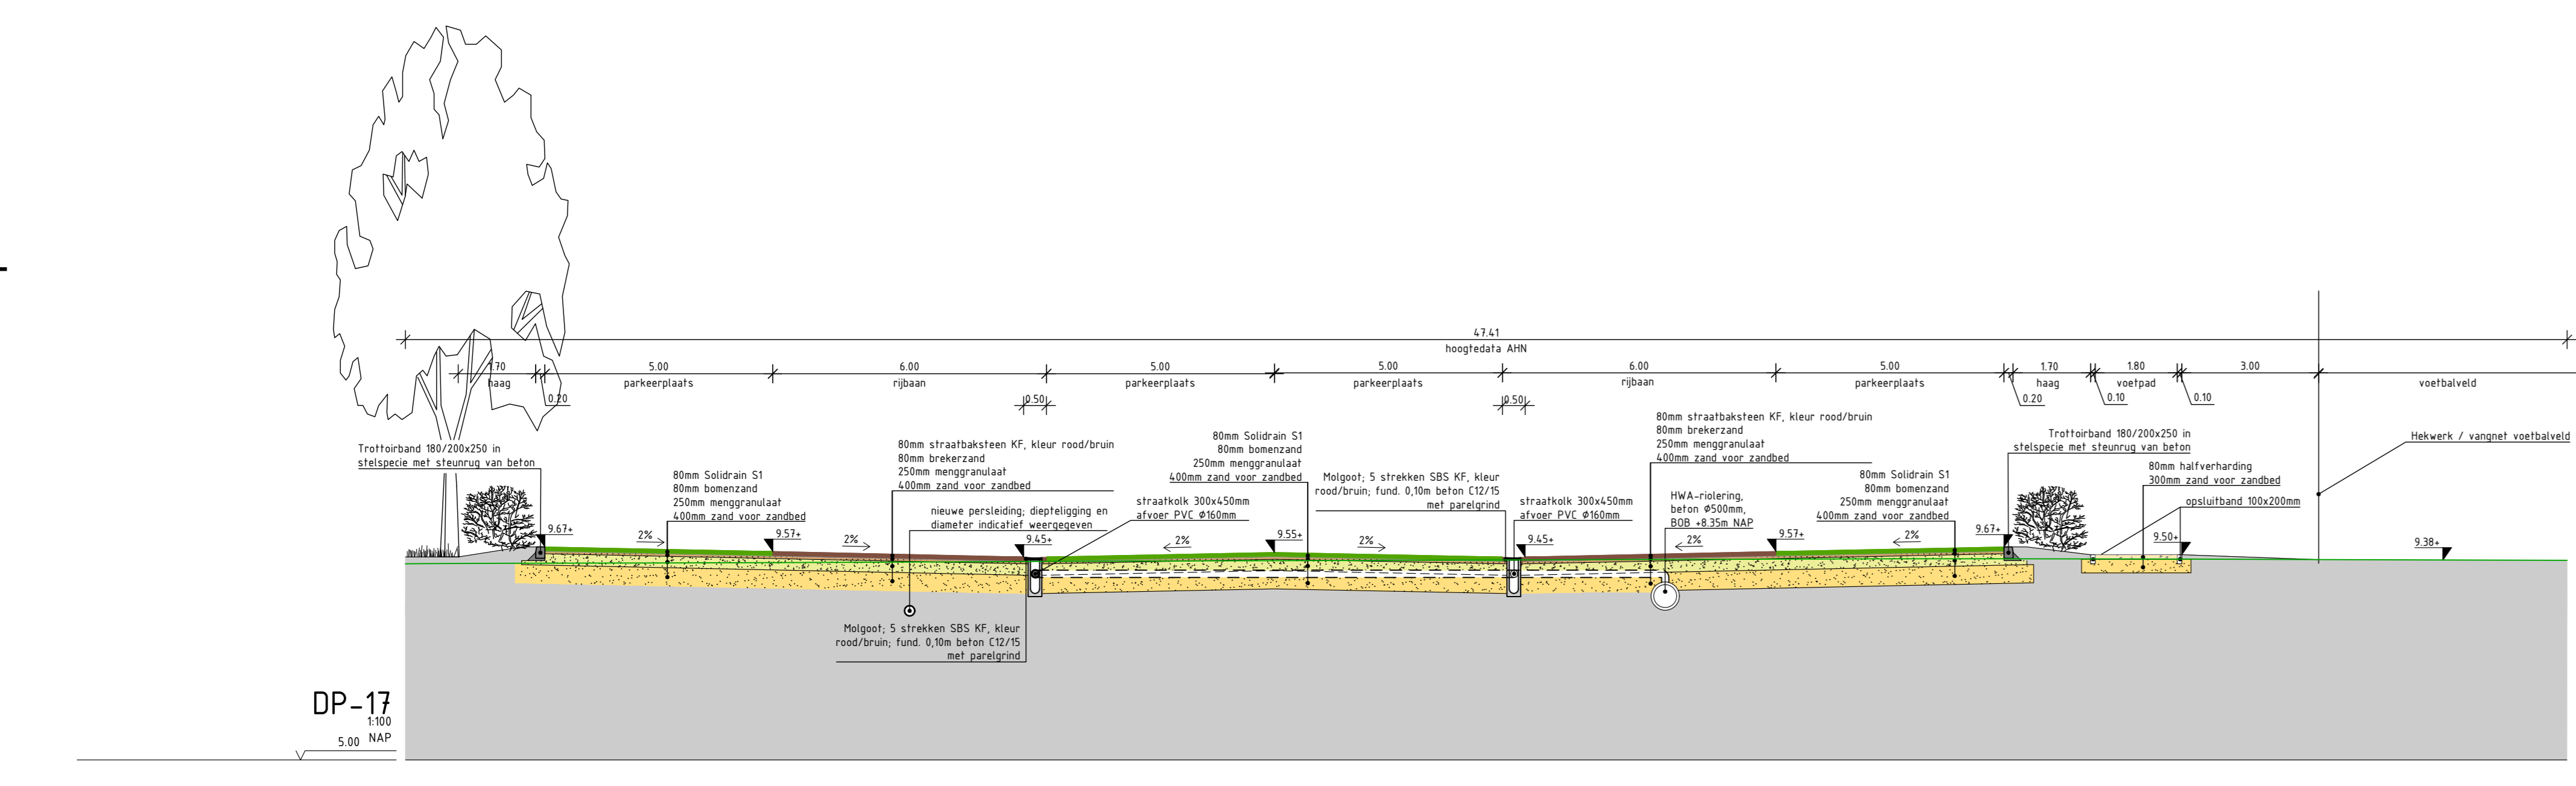 47.41
hoogtedata AHN
1.70
haag
0.20
5.00
parkeerplaats
6.00
rijbaan
0.50
5.00
parkeerplaats
5.00
parkeerplaats
0.50
6.00
rijbaan
5.00
parkeerplaats
0.20
1.70
haag
0.10
1.80
voetpad
0.10
3.00
voetbalveld
Trottoirband 180/200x250 in
stelspecie met steunrug van beton
80mm Solidrain S1
80mm bomenzand
250mm menggranulaat
400mm zand voor zandbed
80mm straatbaksteen KF, kleur rood/bruin
80mm brekerzand
250mm menggranulaat
400mm zand voor zandbed
nieuwe persleiding; diepteligging en
diameter indicatief weergegeven
straatkolk 300x450mm
afvoer PVC Ø160mm
80mm Solidrain S1
80mm bomenzand
250mm menggranulaat
400mm zand voor zandbed
Molgoot; 5 strekken SBS KF, kleur
rood/bruin; fund. 0,10m beton C12/15
met parelgrind
straatkolk 300x450mm
afvoer PVC Ø160mm
80mm straatbaksteen KF, kleur rood/bruin
80mm brekerzand
250mm menggranulaat
400mm zand voor zandbed
HWA-riolering,
beton Ø500mm,
BOB +8.35m NAP
80mm Solidrain S1
80mm bomenzand
250mm menggranulaat
400mm zand voor zandbed
Trottoirband 180/200x250 in
stelspecie met steunrug van beton
80mm halfverharding
300mm zand voor zandbed
opsluitband 100x200mm
Hekwerk / vangnet voetbalveld
9.67+
2%
9.57+
2%
9.45+
2%
9.55+
2%
9.45+
2%
9.57+
2%
9.67+
9.50+
9.38+
Molgoot; 5 strekken SBS KF, kleur
rood/bruin; fund. 0,10m beton C12/15
met parelgrind
DP-17
1:100
5.00 NAP